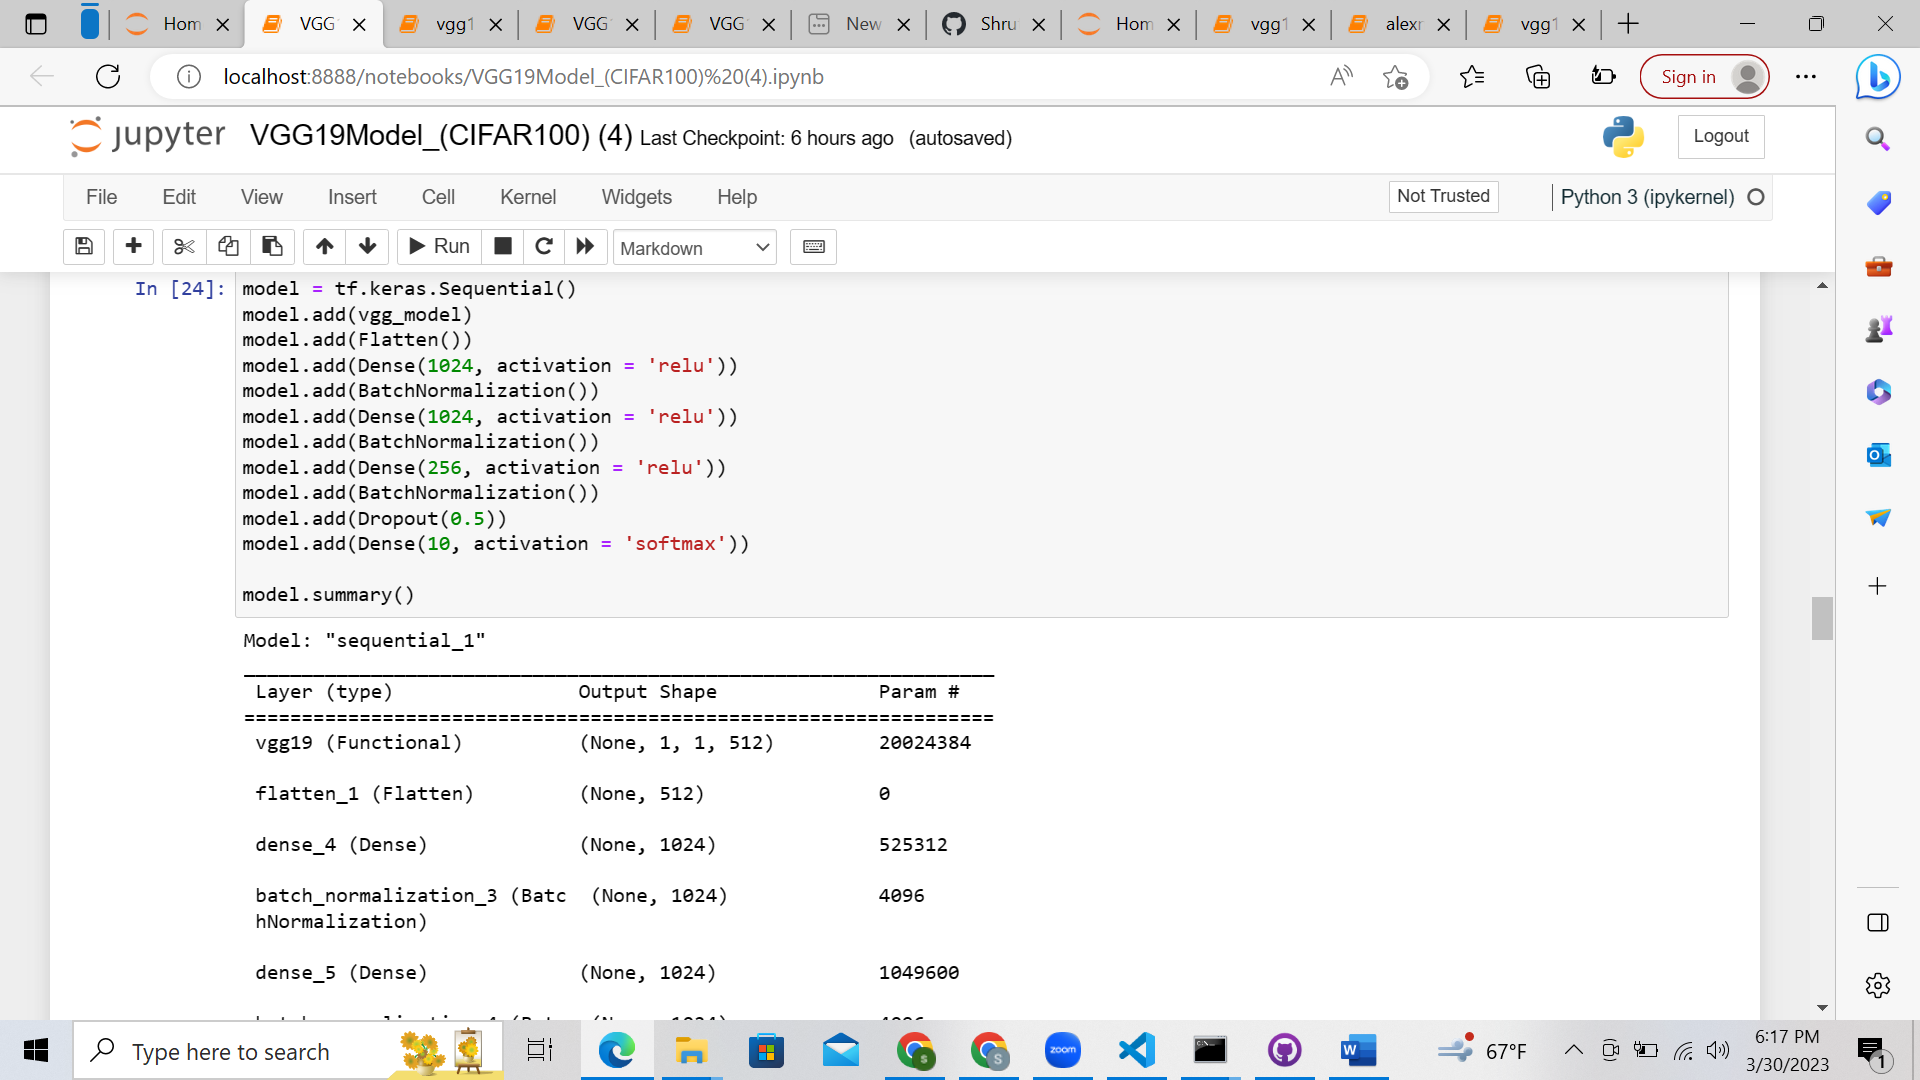 Hom
VGG
vgg1
VGG
VGG
New
Shru
Hom
vgg1
alexr
vgg1
localhost:8888/notebooks/VGG19Model_(CIFAR100)%20(4).ipynb
Sign in
jupyter VGG19Model_(CIFAR100) (4) Last Checkpoint: 6 hours ago (autosaved)
Logout
File Edit View Insert Cell Kernel Widgets Help
Not Trusted
Python 3 (ipykernel)
Run
Markdown
In [24]:
model = tf.keras.Sequential()
model.add(vgg_model)
model.add(Flatten())
model.add(Dense(1024, activation = 'relu'))
model.add(BatchNormalization())
model.add(Dense(1024, activation = 'relu'))
model.add(BatchNormalization())
model.add(Dense(256, activation = 'relu'))
model.add(BatchNormalization())
model.add(Dropout(0.5))
model.add(Dense(10, activation = 'softmax'))
model.summary()
Model: "sequential_1"
_________________________________________________________________
Layer (type) Output Shape Param #
=================================================================
vgg19 (Functional) (None, 1, 1, 512) 20024384
flatten_1 (Flatten) (None, 512) 0
dense_4 (Dense) (None, 1024) 525312
batch_normalization_3 (Batc (None, 1024) 4096
hNormalization)
dense_5 (Dense) (None, 1024) 1049600
Type here to search
zoom
67°F
6:17 PM
3/30/2023
1